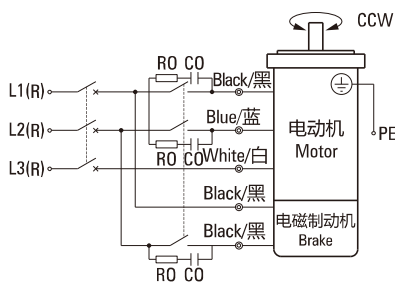 CCW
RO CO
L1(R)
Black/黑
Blue/蓝
L2(R)
电动机
Motor
PE
RO CO
White/白
L3(R)
Black/黑
电磁制动机
Brake
Black/黑
RO CO